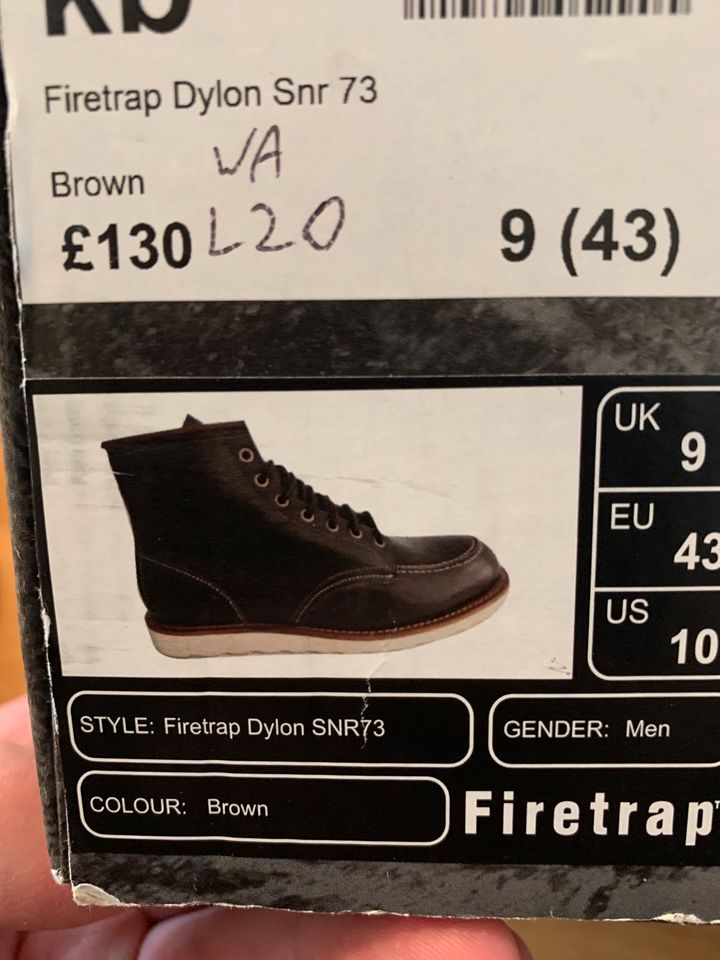 Firetrap Dylon Snr 73
WA
Brown
£130 L20 9 (43)
UK 9
EU 43
US 10
STYLE: Firetrap Dylon SNR73
GENDER: Men
COLOUR: Brown
Firetrap